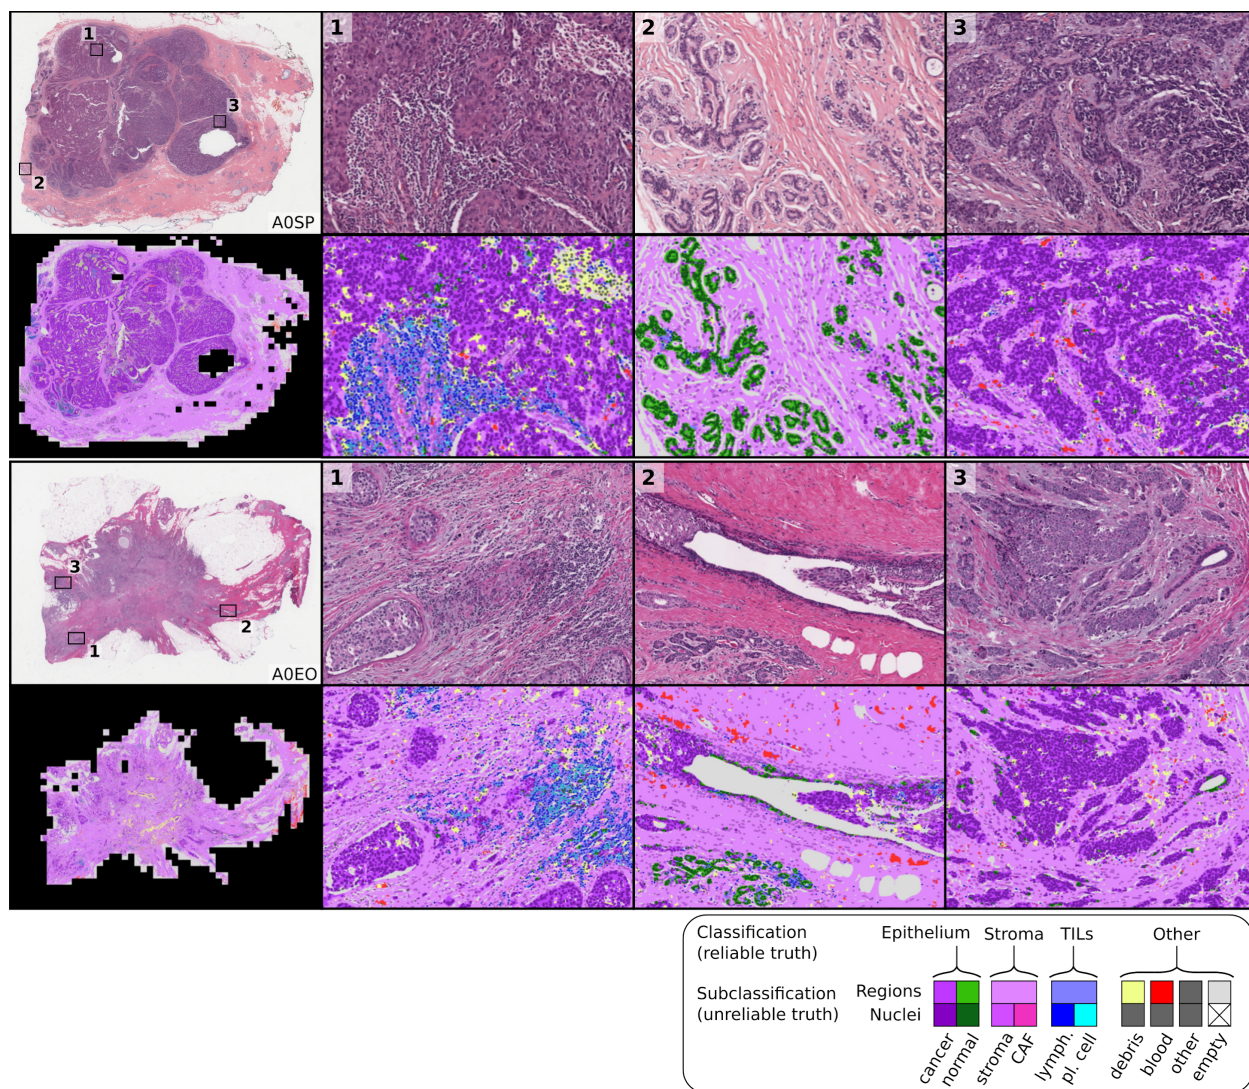 1
3
2
A0SP
1
2
3
3
2
1
A0EO
1
2
3
Classification
(reliable truth)
Epithelium Stroma TILs Other
Subclassification
(unreliable truth)
Regions
Nuclei
cancer
normal
stroma
CAF
lymph.
pl. cell
debris
blood
other
empty